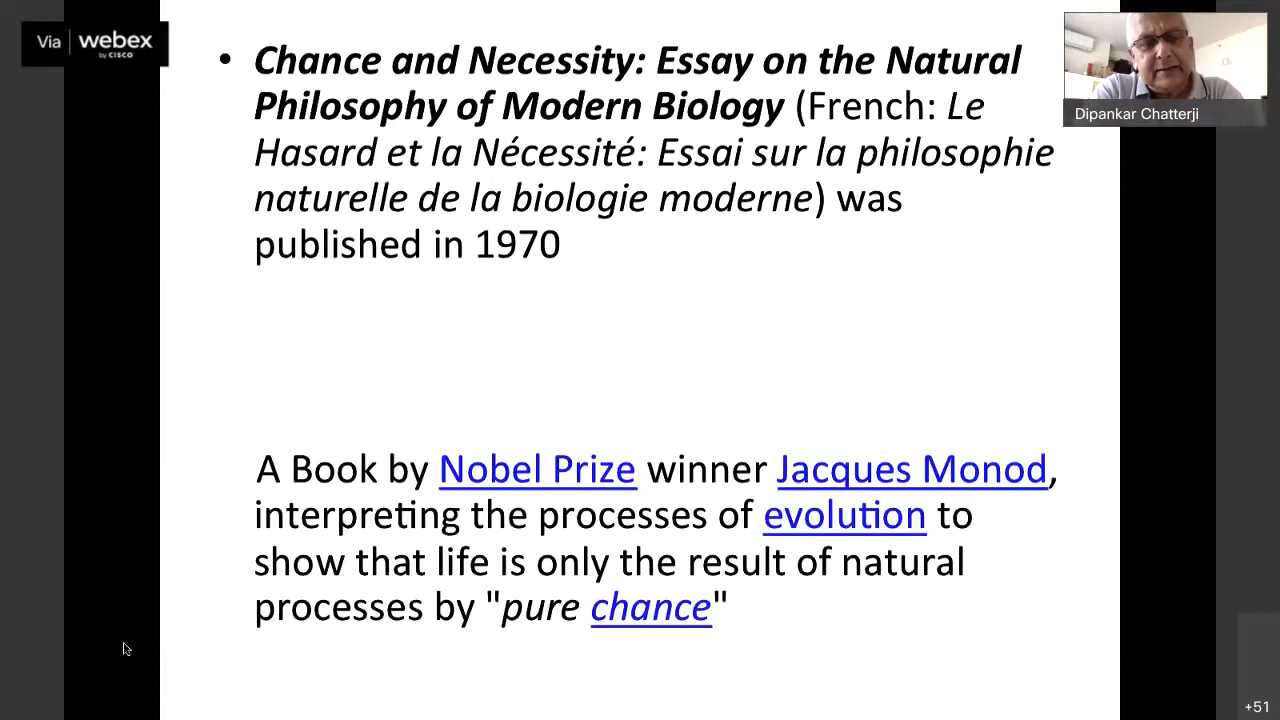 Via webex
by CISCO
• Chance and Necessity: Essay on the Natural
Philosophy of Modern Biology (French: Le
Hasard et la Nécessité: Essai sur la philosophie
naturelle de la biologie moderne) was
published in 1970
A Book by Nobel Prize winner Jacques Monod,
interpreting the processes of evolution to
show that life is only the result of natural
processes by "pure chance"
Dipankar Chatterji
+51